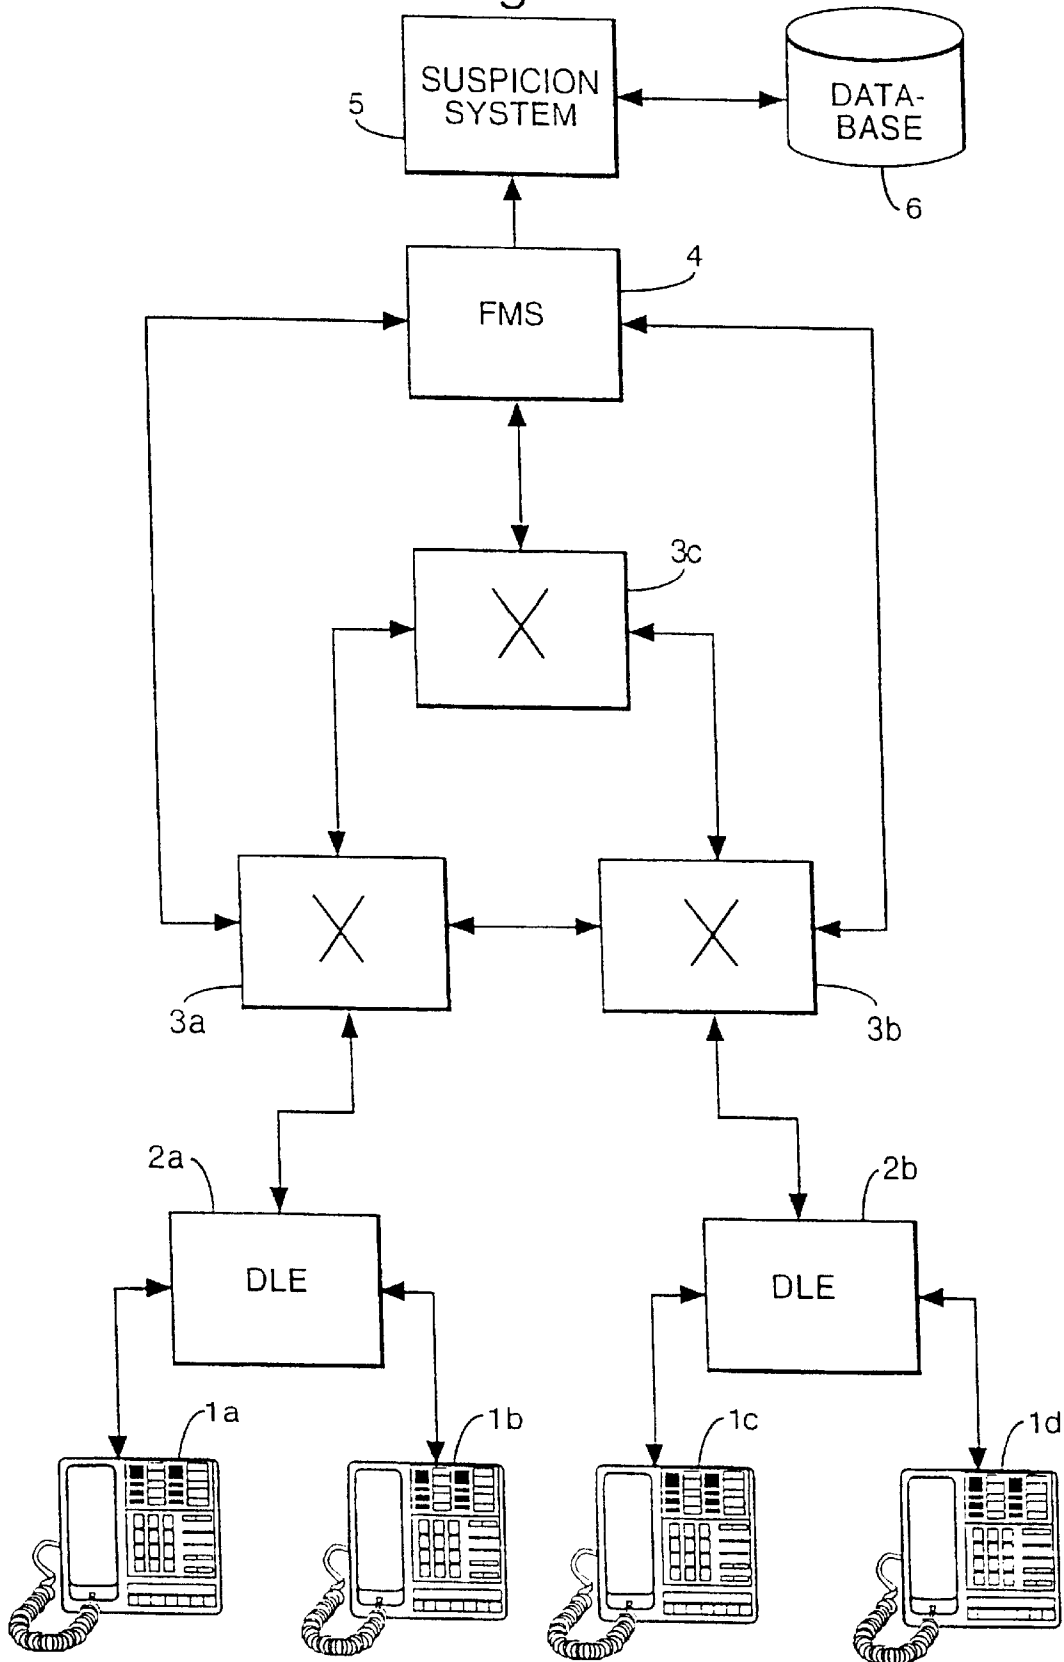 SUSPICION
SYSTEM
5
DATA-
BASE
6
4
FMS
3c
X
X
X
3a
3b
2a
2b
DLE
DLE
1a
1b
1c
1d